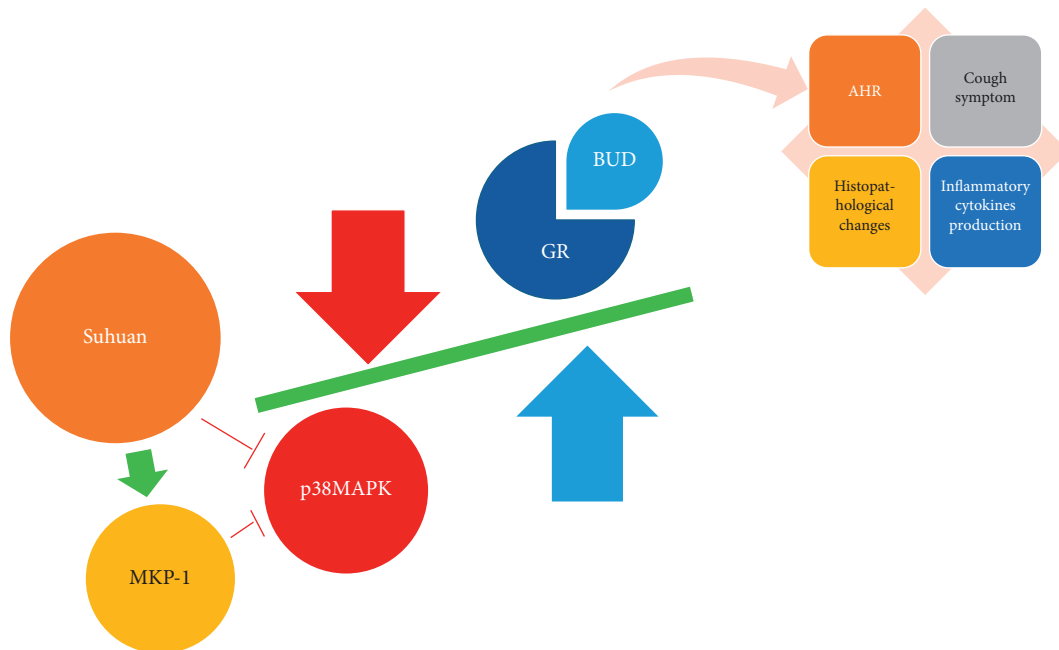 AHR
Cough
symptom
Histopat-
hological
changes
Inflammatory
cytokines
production
BUD
GR
Suhuan
p38MAPK
MKP-1